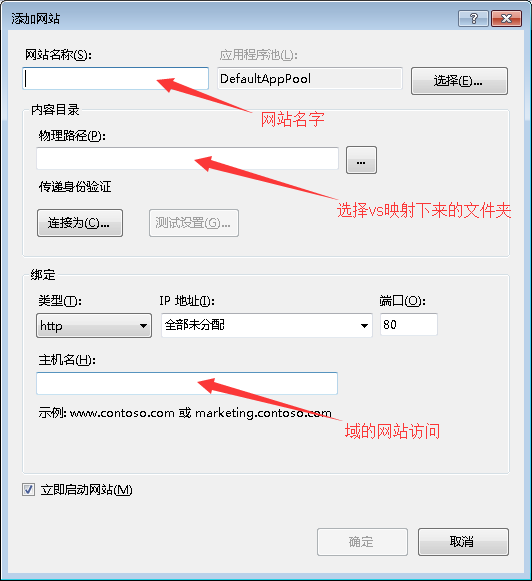 添加网站
网站名称(S):
应用程序池(L):
DefaultAppPool
选择(E)...
网站名字
内容目录
物理路径(P):
...
传递身份验证
选择vs映射下来的文件夹
连接为(C)...
测试设置(G)...
绑定
类型(T):
IP 地址(I):
端口(O):
http
全部未分配
80
主机名(H):
示例: www.contoso.com 或 marketing.contoso.com
域的网站访问
立即启动网站(M)
确定
取消